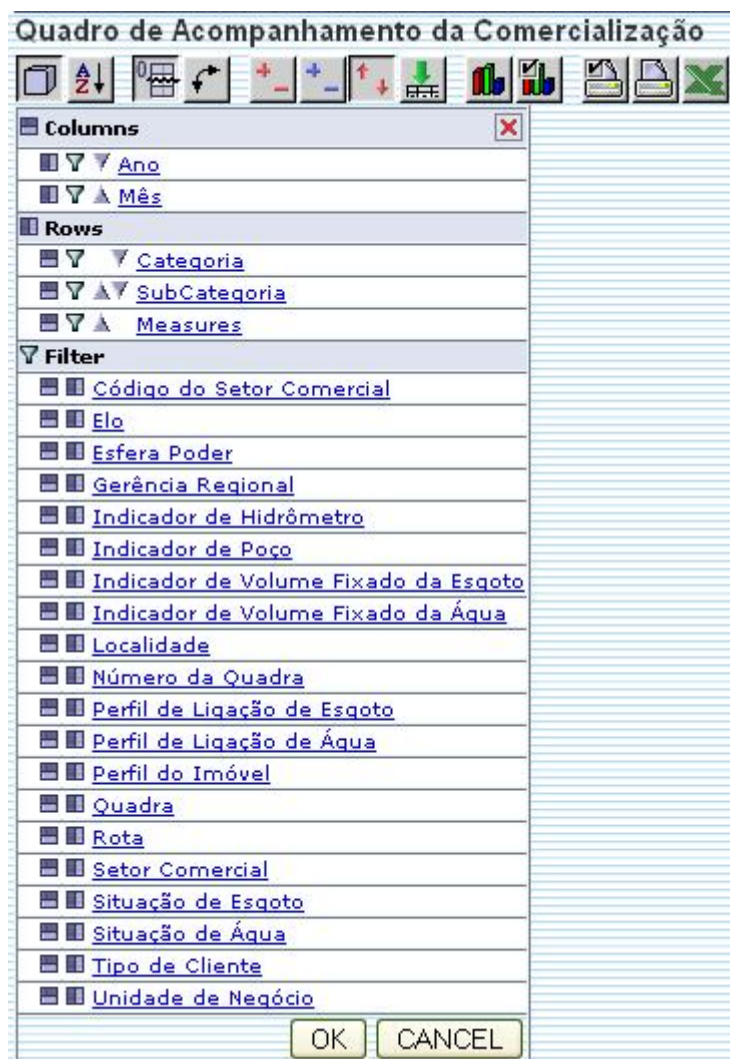 Quadro de Acompanhamento da Comercialização
Columns
Ano
Mês
Rows
Categoria
SubCategoria
Measures
Filter
Código do Setor Comercial
Elo
Esfera Poder
Gerência Regional
Indicador de Hidrômetro
Indicador de Poço
Indicador de Volume Fixado da Esgoto
Indicador de Volume Fixado da Água
Localidade
Número da Quadra
Perfil de Ligação de Esgoto
Perfil de Ligação de Água
Perfil do Imóvel
Quadra
Rota
Setor Comercial
Situação de Esgoto
Situação de Água
Tipo de Cliente
Unidade de Negócio
OK CANCEL